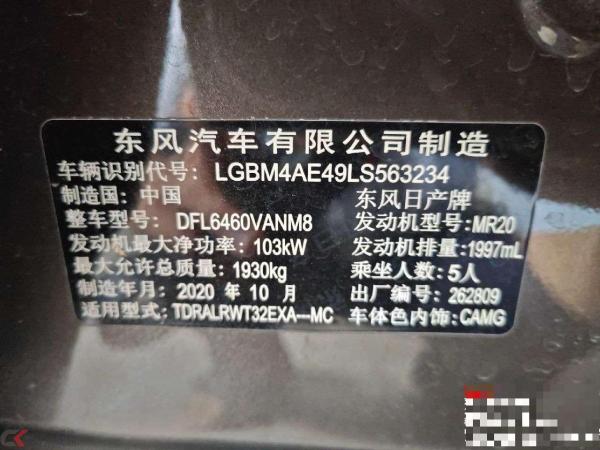 东风汽车有限公司制造
车辆识别代号: LGBM4AE49LS563234
制造国: 中国 东风日产牌
整车型号: DFL6460VANM8 发动机型号: MR20
发动机最大净功率: 103kW 发动机排量: 1997mL
最大允许总质量: 1930kg 乘坐人数: 5人
制造年月: 2020 年 10 月 出厂编号: 262809
适用型式: TDRALRWT32EXA---MC 车体色内饰: CAMG